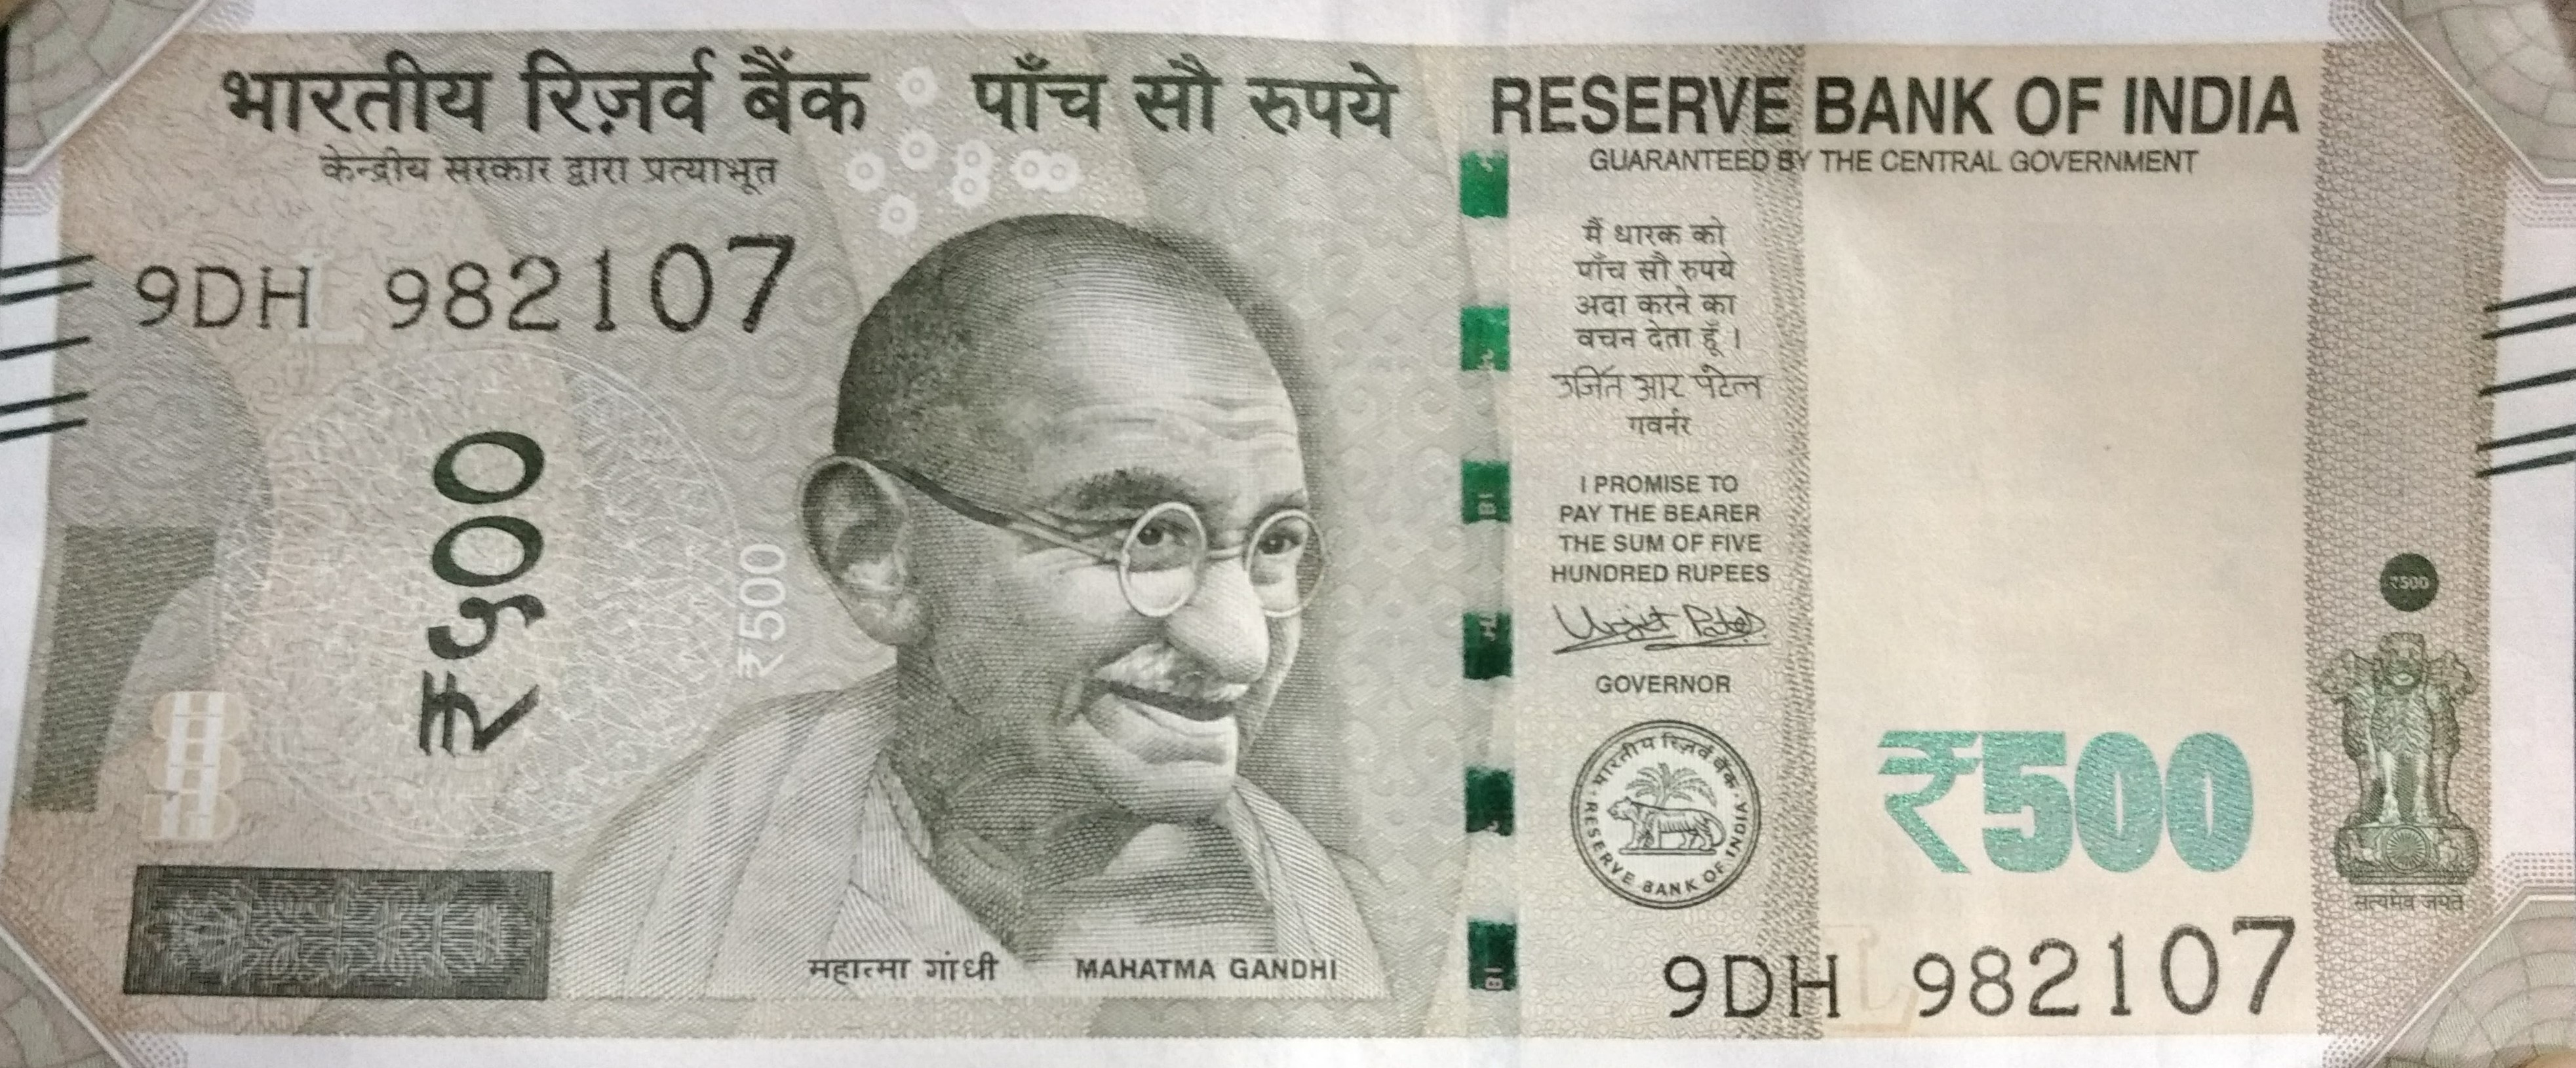 भारतीय रिज़र्व बैंक पाँच सौ रुपये RESERVE BANK OF INDIA
केन्द्रीय सरकार द्वारा प्रत्याभूत
GUARANTEED BY THE CENTRAL GOVERNMENT
9DH 982107
L
₹५००
₹500
महात्मा गांधी MAHATMA GANDHI
मैं धारक को
पाँच सौ रुपये
अदा करने का
वचन देता हूँ ।
उर्जित आर पटेल
गवर्नर
I PROMISE TO
PAY THE BEARER
THE SUM OF FIVE
HUNDRED RUPEES
Urjit Patel
GOVERNOR
भारतीय रिज़र्व बैंक
RESERVE BANK OF INDIA
₹500
₹500
सत्यमेव जयते
9DH 982107
L